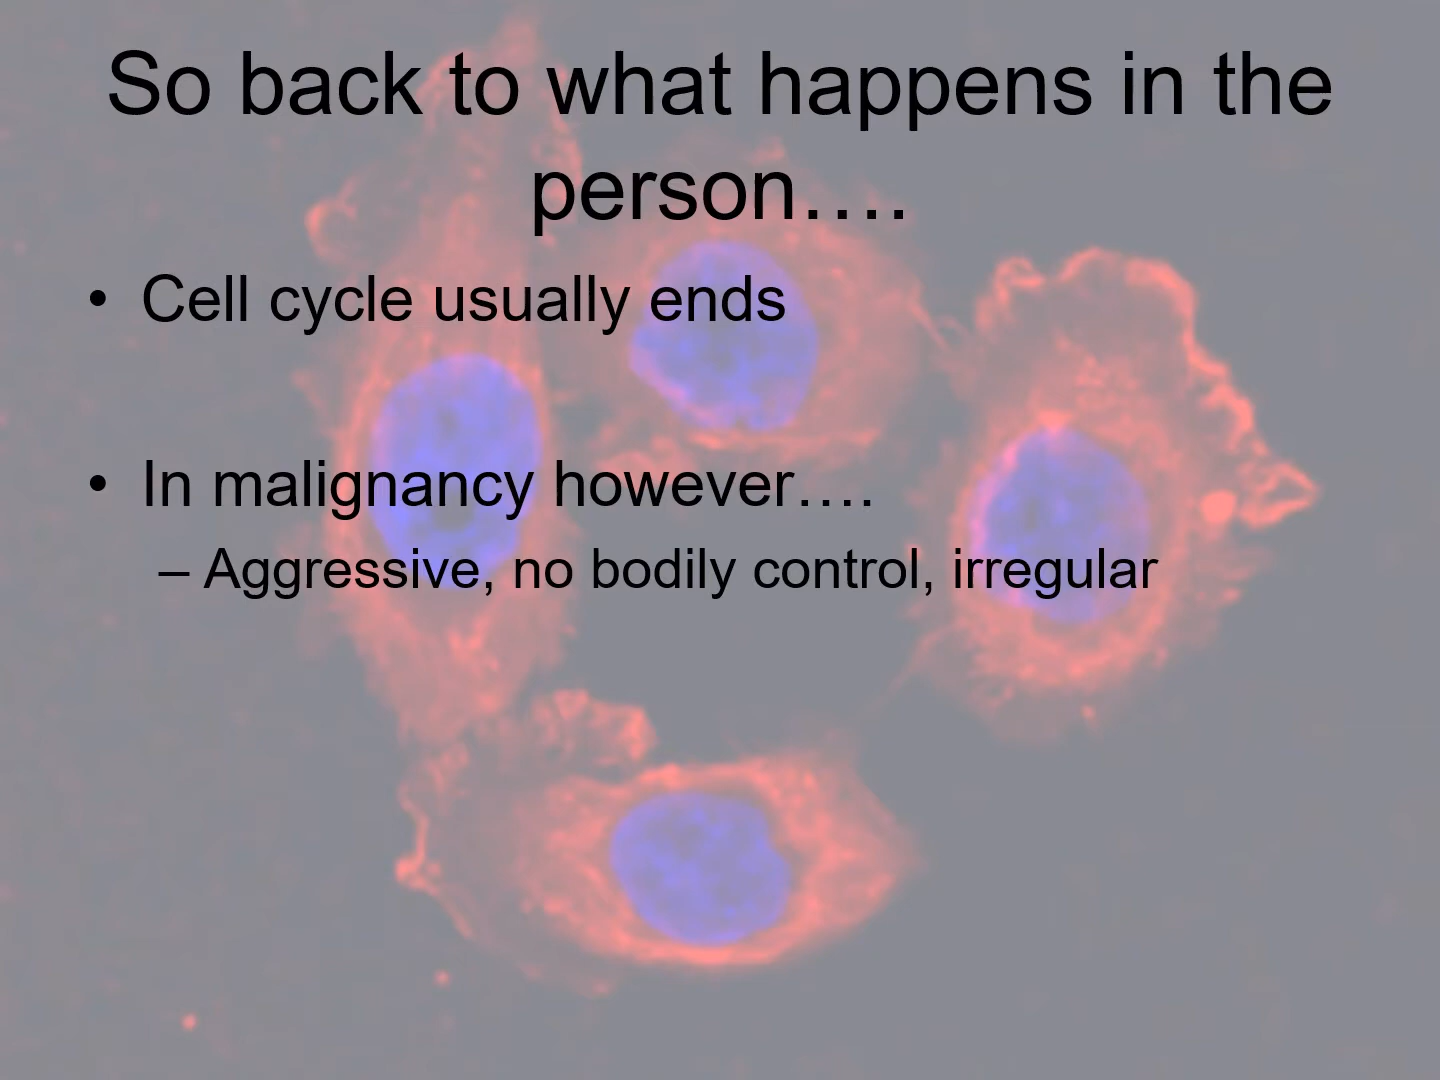 So back to what happens in the
person….
• Cell cycle usually ends
• In malignancy however….
– Aggressive, no bodily control, irregular